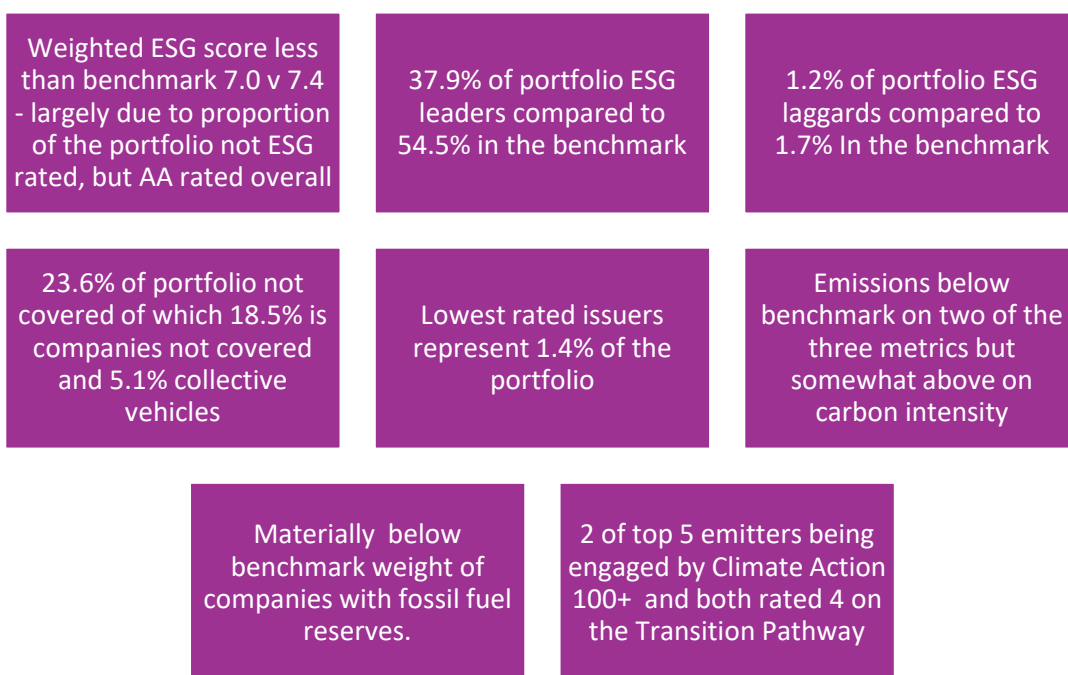 Weighted ESG score less
than benchmark 7.0 v 7.4
- largely due to proportion
of the portfolio not ESG
rated, but AA rated overall
37.9% of portfolio ESG
leaders compared to
54.5% in the benchmark
1.2% of portfolio ESG
laggards compared to
1.7% In the benchmark
23.6% of portfolio not
covered of which 18.5% is
companies not covered
and 5.1% collective
vehicles
Lowest rated issuers
represent 1.4% of the
portfolio
Emissions below
benchmark on two of the
three metrics but
somewhat above on
carbon intensity
Materially  below
benchmark weight of
companies with fossil fuel
reserves.
2 of top 5 emitters being
engaged by Climate Action
100+  and both rated 4 on
the Transition Pathway